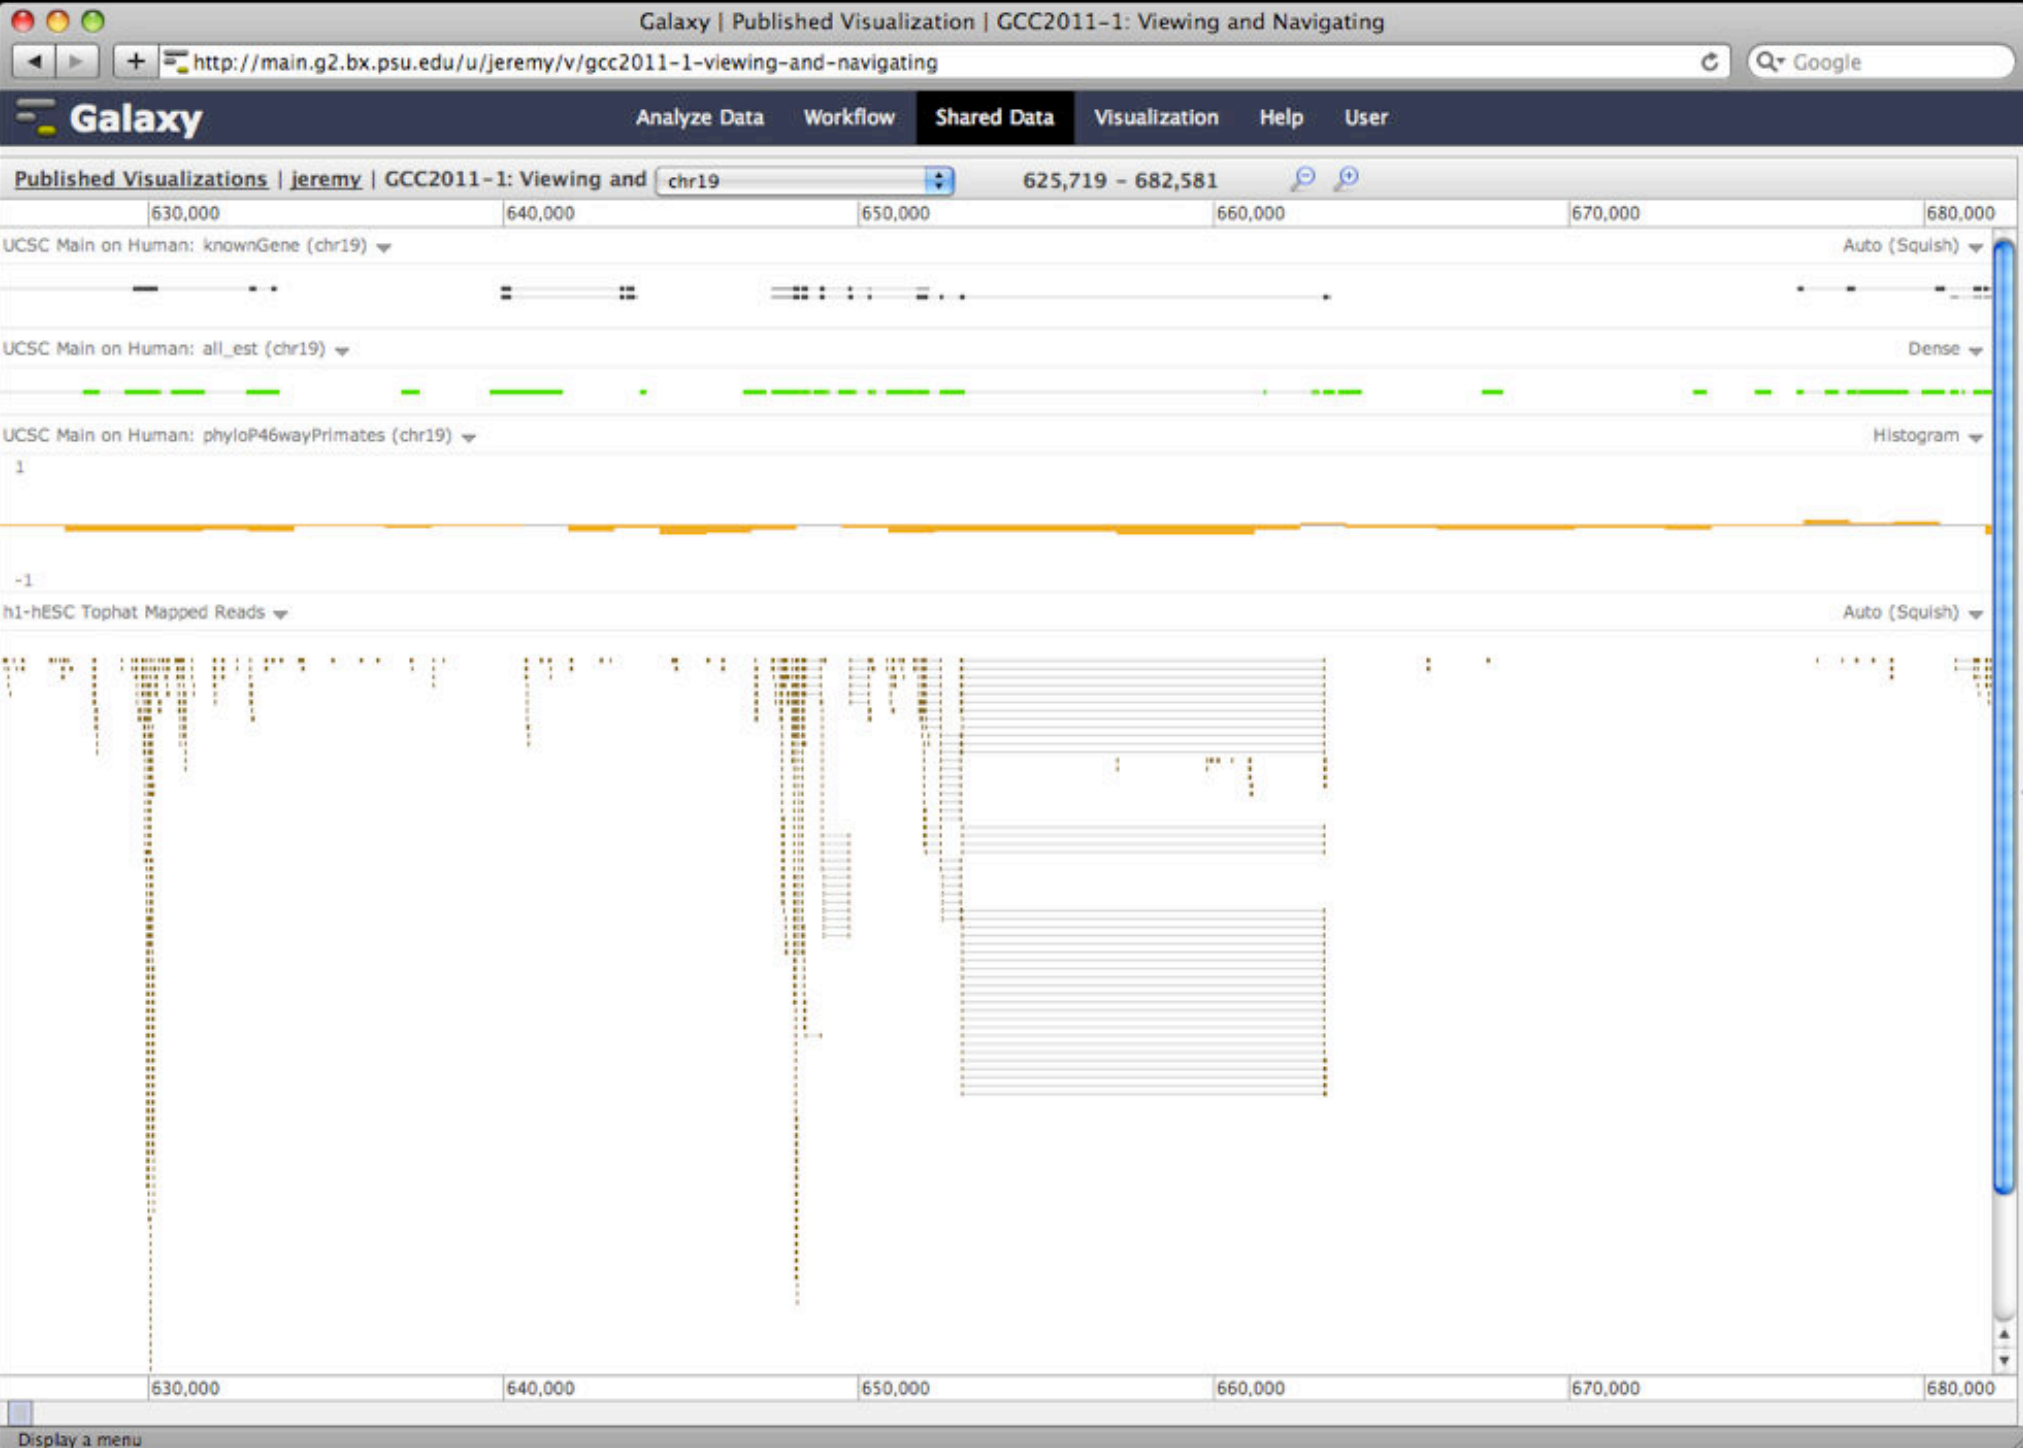 Galaxy | Published Visualization | GCC2011-1: Viewing and Navigating
http://main.g2.bx.psu.edu/u/jeremy/v/gcc2011-1-viewing-and-navigating
Google
Galaxy
Analyze Data Workflow Shared Data Visualization Help User
Published Visualizations | jeremy | GCC2011-1: Viewing and chr19 625,719 - 682,581
630,000 640,000 650,000 660,000 670,000 680,000
UCSC Main on Human: knownGene (chr19) Auto (Squish)
UCSC Main on Human: all_est (chr19) Dense
UCSC Main on Human: phyloP46wayPrimates (chr19) Histogram
1
-1
h1-hESC Tophat Mapped Reads Auto (Squish)
630,000 640,000 650,000 660,000 670,000 680,000
Display a menu